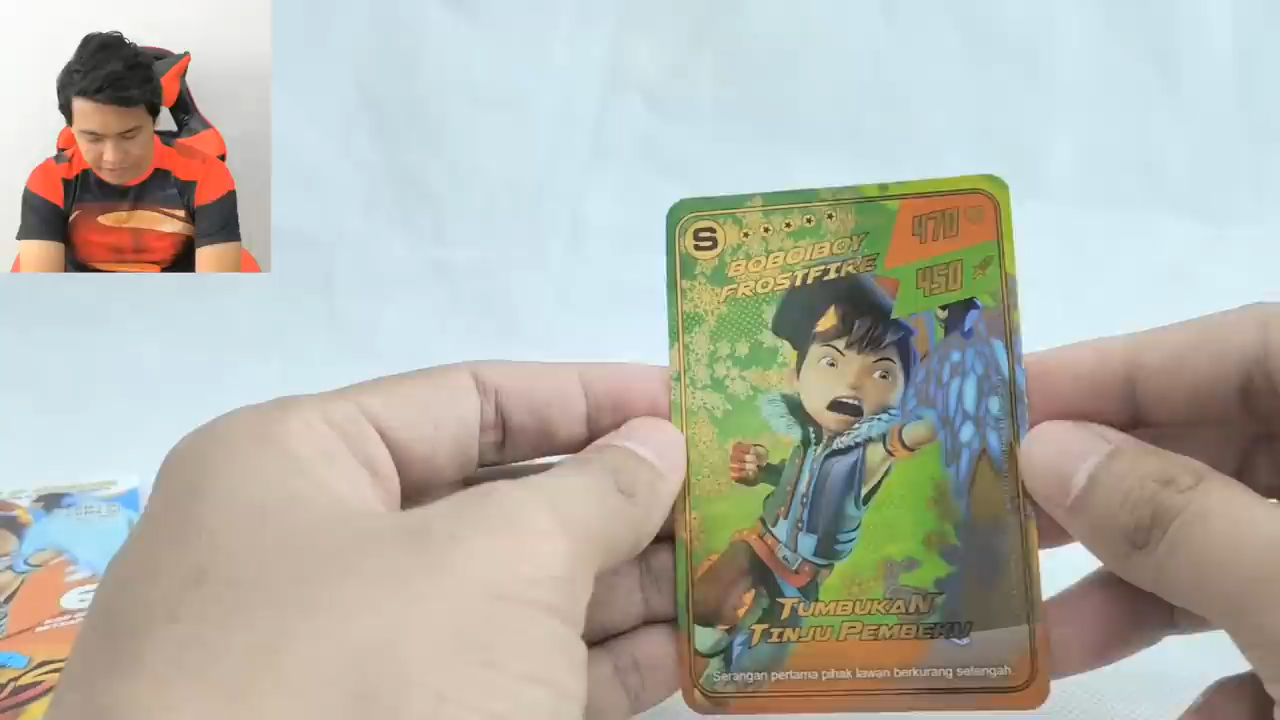 S
470
BOBOIBOY
FROSTFIRE
450
TUMBUKAN
TINJU PEMBEKU
Serangan pertama pihak lawan berkurang setengah.